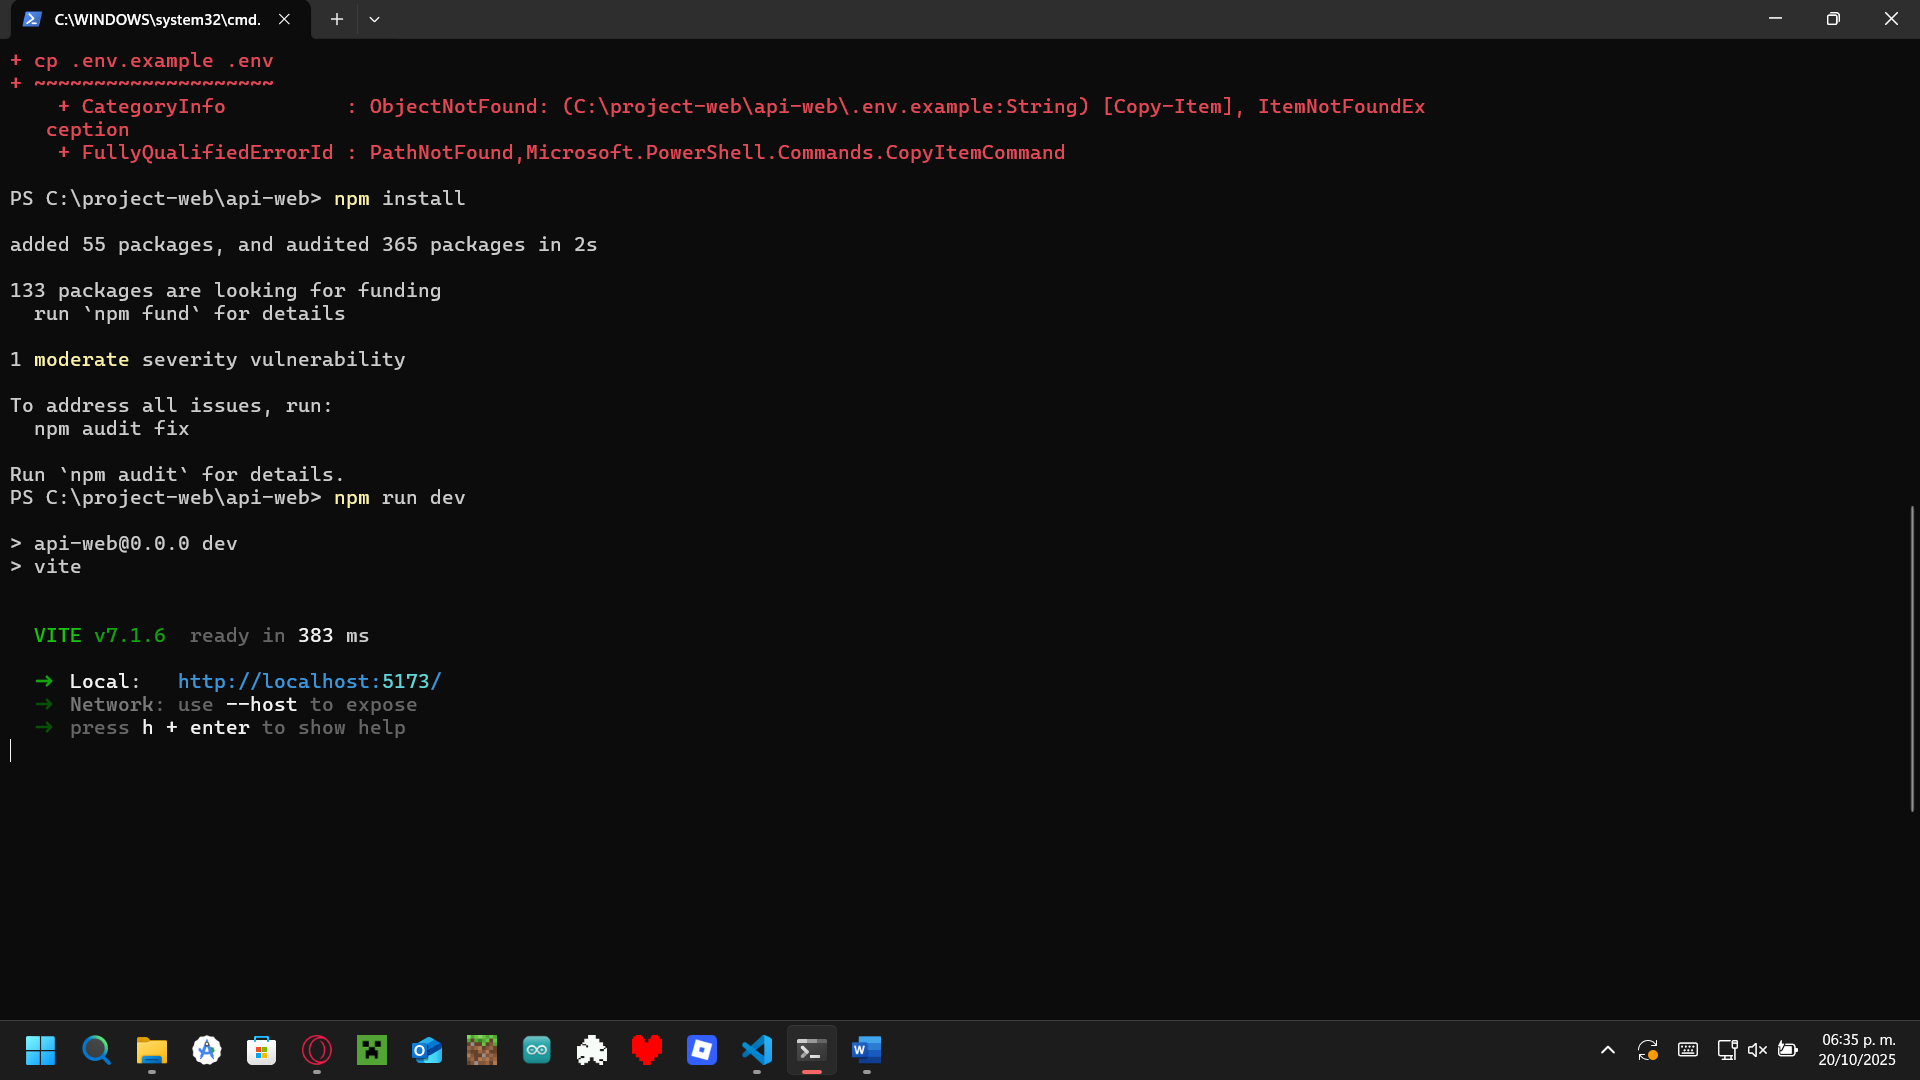 C:\WINDOWS\system32\cmd.
+ cp .env.example .env
+ ~~~~~~~~~~~~~~~~~~~~
    + CategoryInfo          : ObjectNotFound: (C:\project-web\api-web\.env.example:String) [Copy-Item], ItemNotFoundEx
   ception
    + FullyQualifiedErrorId : PathNotFound,Microsoft.PowerShell.Commands.CopyItemCommand
PS C:\project-web\api-web> npm install
added 55 packages, and audited 365 packages in 2s
133 packages are looking for funding
  run `npm fund` for details
1 moderate severity vulnerability
To address all issues, run:
  npm audit fix
Run `npm audit` for details.
PS C:\project-web\api-web> npm run dev
> api-web@0.0.0 dev
> vite
  VITE v7.1.6  ready in 383 ms
  ➜  Local:   http://localhost:5173/
  ➜  Network: use --host to expose
  ➜  press h + enter to show help
06:35 p. m.
20/10/2025